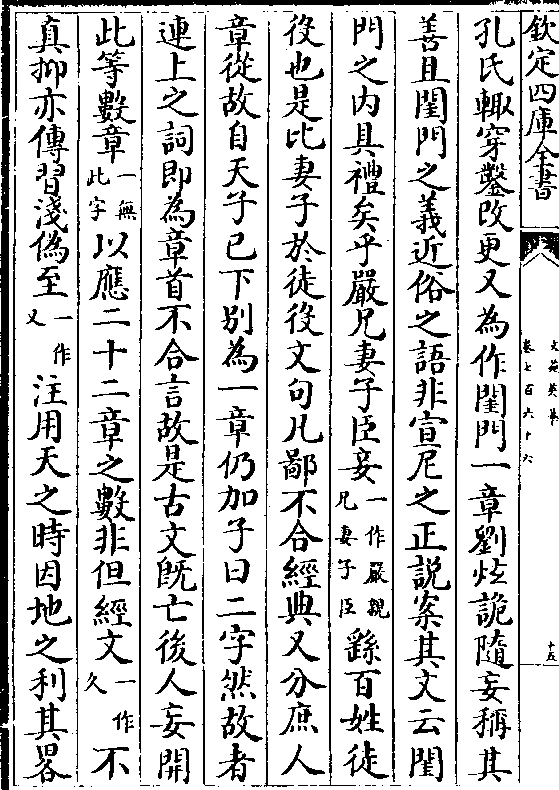 欽定四庫全書
文苑英華
卷七百六十六
十五
孔氏輙穿鑿改更又為作閨門一章劉炫詭隨妄稱其
善且閨門之義近俗之語非宣尼之正說案其文云閨
門之内具禮矣乎嚴兄妻子臣妾一作嚴親兄妻子臣繇百姓徒
役也是比妻子於徒役文句凡鄙不合經典又分庶人
章從故自天子已下别為一章仍加子曰二字然故者
連上之詞即為章首不合言故是古文旣亡後人妄開
此等數章一無此字以應二十二章之數非但經文一作久不
真抑亦傳習淺偽至一作又注用天之時因地之利其畧